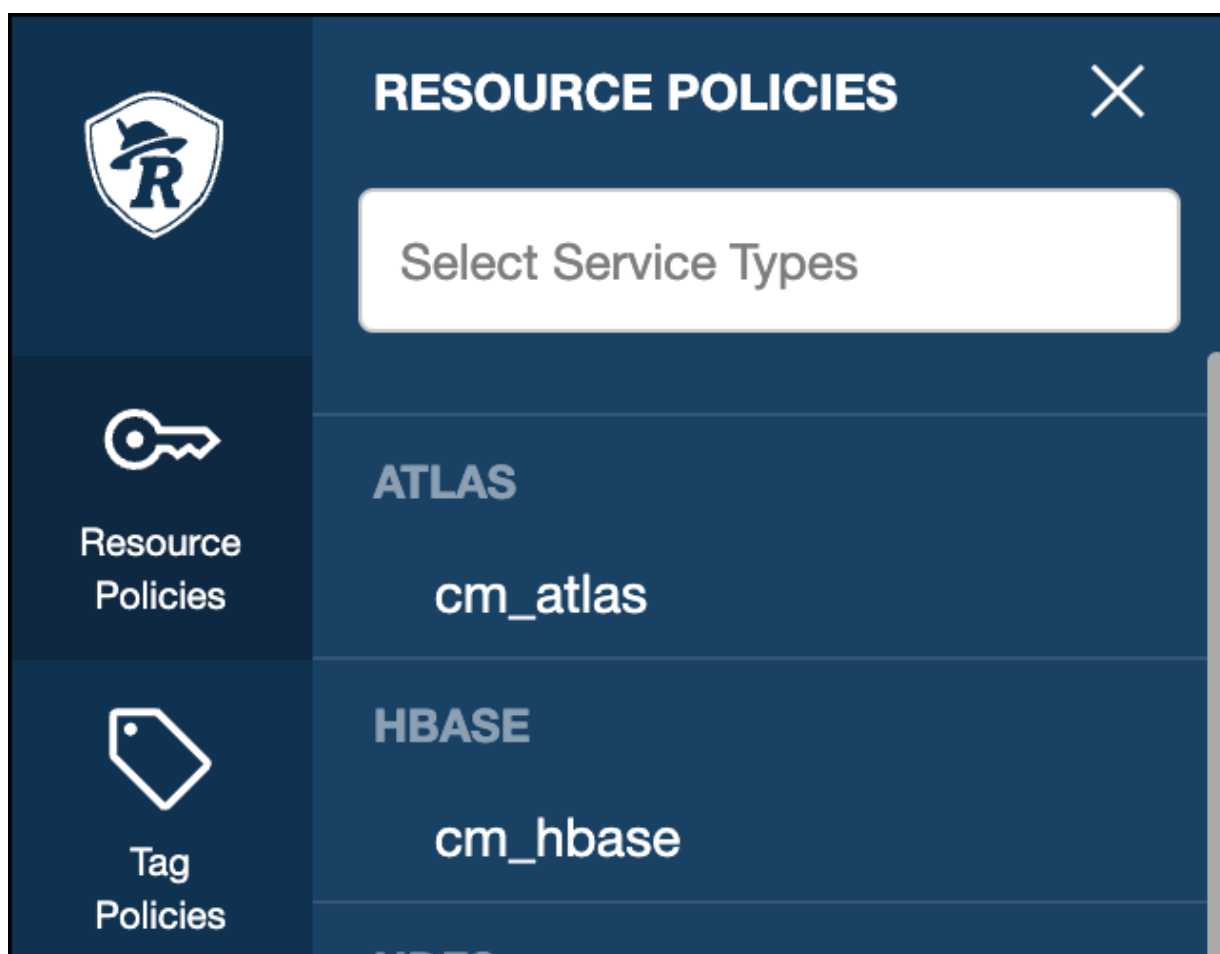 R
RESOURCE POLICIES
Select Service Types
Resource
Policies
ATLAS
cm_atlas
HBASE
cm_hbase
Tag
Policies